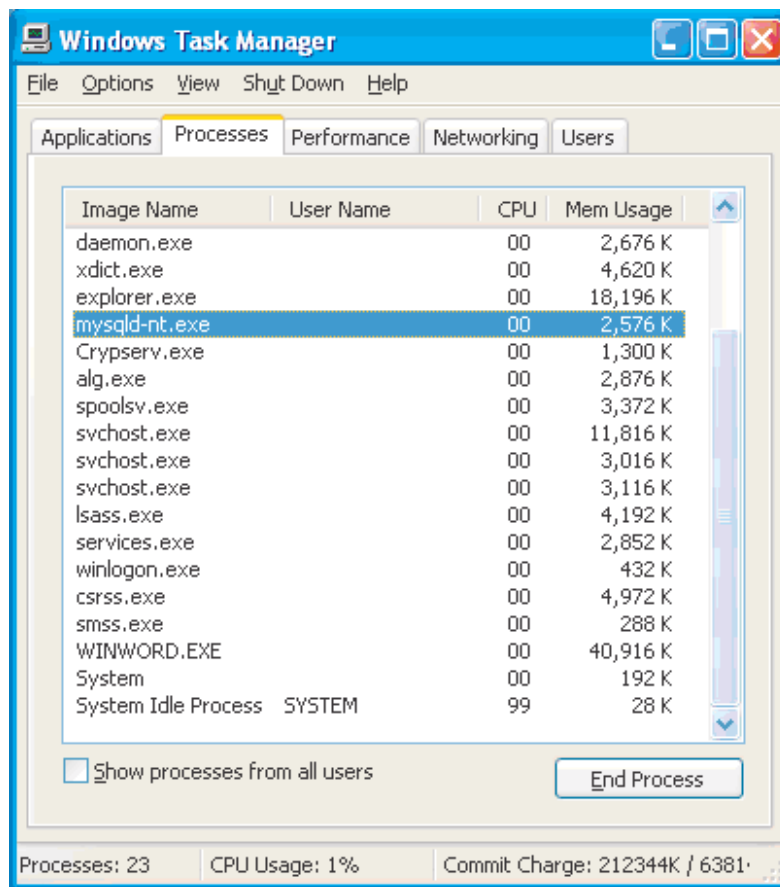 Windows Task Manager
File Options View Shut Down Help
Applications Processes Performance Networking Users
Image Name User Name CPU Mem Usage
daemon.exe 00 2,676 K
xdict.exe 00 4,620 K
explorer.exe 00 18,196 K
mysqld-nt.exe 00 2,576 K
Crypserv.exe 00 1,300 K
alg.exe 00 2,876 K
spoolsv.exe 00 3,372 K
svchost.exe 00 11,816 K
svchost.exe 00 3,016 K
svchost.exe 00 3,116 K
lsass.exe 00 4,192 K
services.exe 00 2,852 K
winlogon.exe 00 432 K
csrss.exe 00 4,972 K
smss.exe 00 288 K
WINWORD.EXE 00 40,916 K
System 00 192 K
System Idle Process SYSTEM 99 28 K
Show processes from all users
End Process
Processes: 23 CPU Usage: 1% Commit Charge: 212344K / 6381